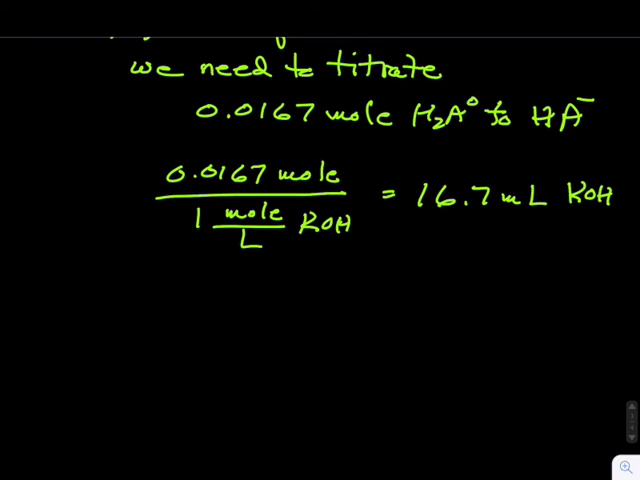 we need to titrate
0.0167 mole H₂A⁰ to HA⁻
0.0167 mole
1 mole/L KOH
= 16.7 mL KOH